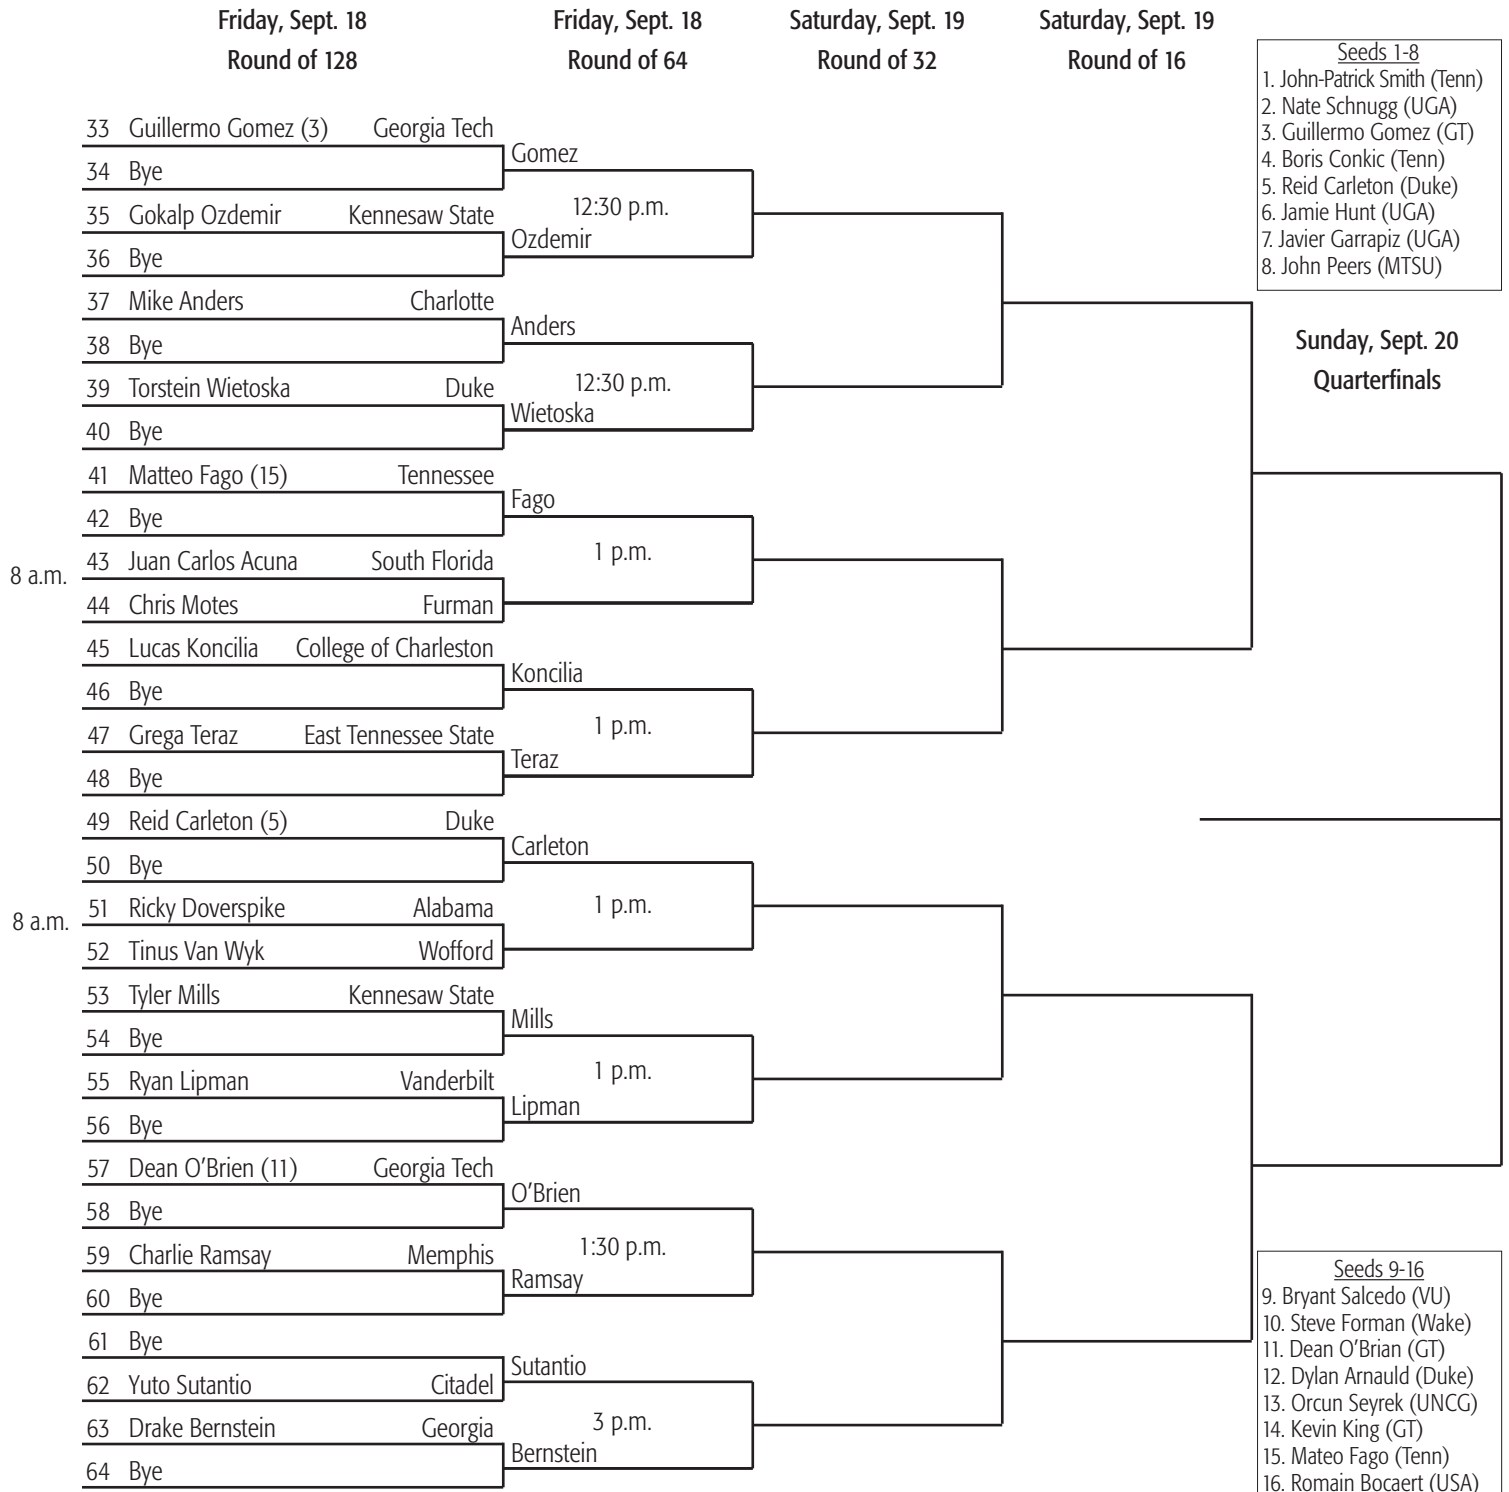 Friday, Sept. 18 Friday, Sept. 18 Saturday, Sept. 19 Saturday, Sept. 19
Round of 128 Round of 64 Round of 32 Round of 16
Seeds 1-8
1. John-Patrick Smith (Tenn)
2. Nate Schnugg (UGA)
3. Guillermo Gomez (GT)
4. Boris Conkic (Tenn)
5. Reid Carleton (Duke)
6. Jamie Hunt (UGA)
7. Javier Garrapiz (UGA)
8. John Peers (MTSU)
33 Guillermo Gomez (3) Georgia Tech
Gomez
34 Bye
12:30 p.m.
35 Gokalp Ozdemir Kennesaw State
Ozdemir
36 Bye
37 Mike Anders Charlotte
Anders
38 Bye
Sunday, Sept. 20
Quarterfinals
12:30 p.m.
39 Torstein Wietoska Duke
Wietoska
40 Bye
41 Matteo Fago (15) Tennessee
Fago
42 Bye
1 p.m.
43 Juan Carlos Acuna South Florida
8 a.m.
44 Chris Motes Furman
45 Lucas Koncilia College of Charleston
Koncilia
46 Bye
1 p.m.
47 Grega Teraz East Tennessee State
Teraz
48 Bye
49 Reid Carleton (5) Duke
Carleton
50 Bye
1 p.m.
51 Ricky Doverspike Alabama
8 a.m.
52 Tinus Van Wyk Wofford
53 Tyler Mills Kennesaw State
Mills
54 Bye
1 p.m.
55 Ryan Lipman Vanderbilt
Lipman
56 Bye
57 Dean O'Brien (11) Georgia Tech
O'Brien
58 Bye
1:30 p.m.
59 Charlie Ramsay Memphis
Ramsay
60 Bye
61 Bye
Sutantio
62 Yuto Sutantio Citadel
3 p.m.
63 Drake Bernstein Georgia
Bernstein
64 Bye
Seeds 9-16
9. Bryant Salcedo (VU)
10. Steve Forman (Wake)
11. Dean O'Brian (GT)
12. Dylan Arnauld (Duke)
13. Orcun Seyrek (UNCG)
14. Kevin King (GT)
15. Mateo Fago (Tenn)
16. Romain Bocaert (USA)